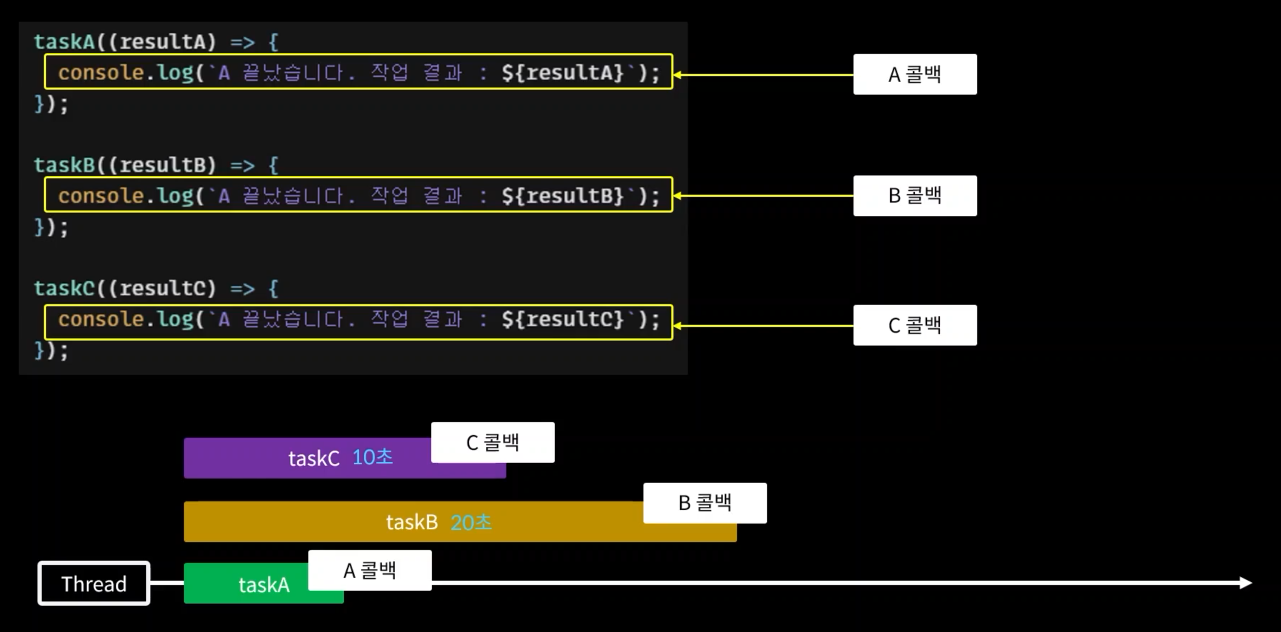 taskA((resultA) => {
console.log(`A 끝났습니다. 작업 결과 : ${resultA}`);
});
A 콜백
taskB((resultB) => {
console.log(`A 끝났습니다. 작업 결과 : ${resultB}`);
});
B 콜백
taskC((resultC) => {
console.log(`A 끝났습니다. 작업 결과 : ${resultC}`);
});
C 콜백
taskC 10초
C 콜백
taskB 20초
B 콜백
Thread
taskA
A 콜백